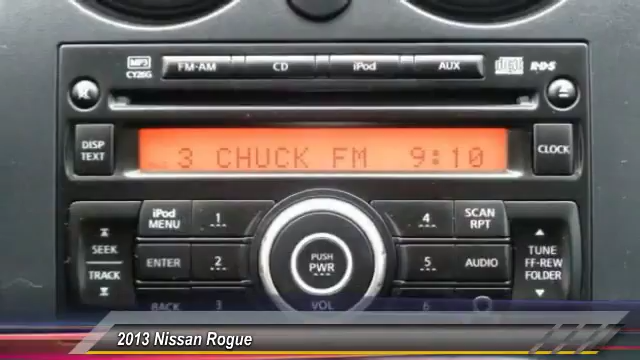 MP3
CY26G
FM-AM
CD
iPod
AUX
RDS
DISP
TEXT
3 CHUCK FM 9:10
CLOCK
iPod
MENU
1
4
SCAN
RPT
SEEK
TRACK
ENTER
2
PUSH
PWR
VOL
5
AUDIO
TUNE
FF-REW
FOLDER
BACK
3
6
2013 Nissan Rogue